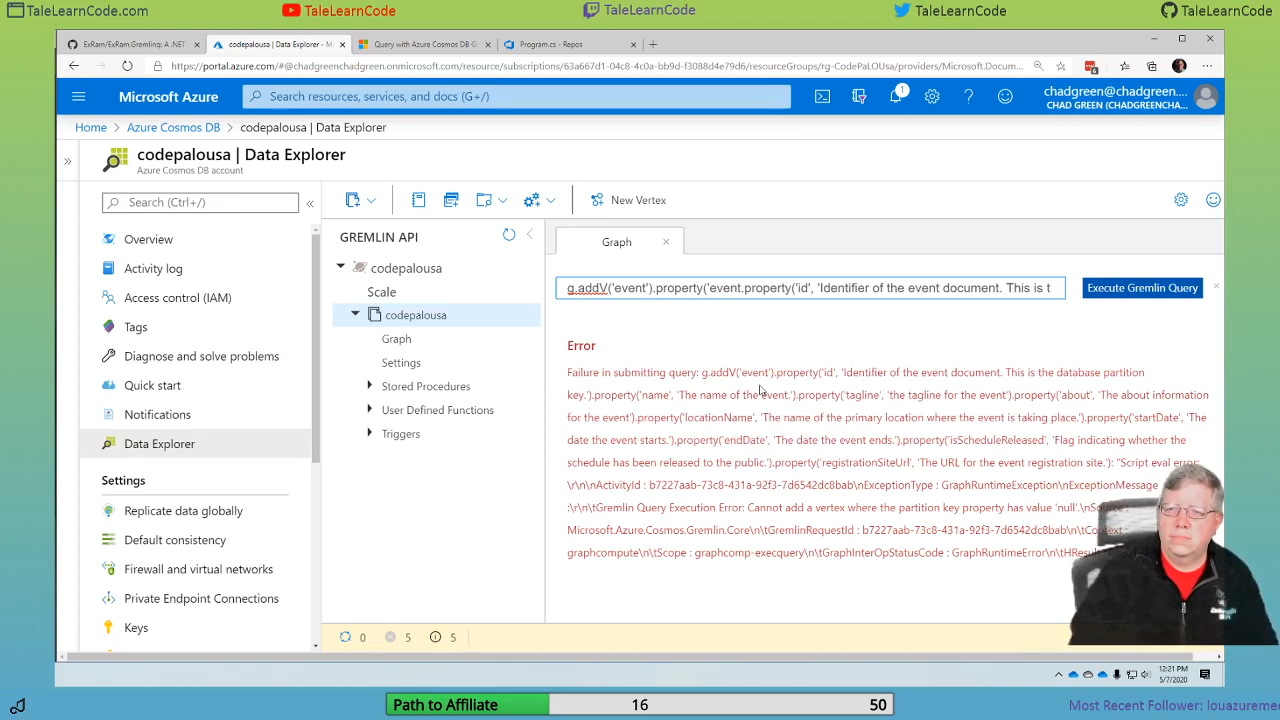 TaleLearnCode.com
TaleLearnCode
TaleLearnCode
TaleLearnCode
TaleLearnCode
ExRam/ExRam.Gremlinq: A .NET
codepalousa | Data Explorer - M
Query with Azure Cosmos DB G
Program.cs - Repos
https://portal.azure.com/#@chadgreenchadgreen.onmicrosoft.com/resource/subscriptions/63a667d1-04c8-4c0a-bb9d-f3088d4e79d6/resourceGroups/rg-CodePaLOUsa/providers/Microsoft.Docum...
6
Microsoft Azure
Search resources, services, and docs (G+/)
1
chadgreen@chadgreen....
CHAD GREEN (CHADGREENCHA...
Home > Azure Cosmos DB > codepalousa | Data Explorer
codepalousa | Data Explorer
Azure Cosmos DB account
Search (Ctrl+/)
Overview
Activity log
Access control (IAM)
Tags
Diagnose and solve problems
Quick start
Notifications
Data Explorer
Settings
Replicate data globally
Default consistency
Firewall and virtual networks
Private Endpoint Connections
Keys
New Vertex
GREMLIN API
codepalousa
Scale
codepalousa
Graph
Settings
Stored Procedures
User Defined Functions
Triggers
Graph
g.addV('event').property('event.property('id', 'Identifier of the event document. This is t
Execute Gremlin Query
Error
Failure in submitting query: g.addV('event').property('id', 'Identifier of the event document. This is the database partition
key.').property('name', 'The name of the event.').property('tagline', 'the tagline for the event').property('about', 'The about information
for the event').property('locationName', 'The name of the primary location where the event is taking place.').property('startDate', 'The
date the event starts.').property('endDate', 'The date the event ends.').property('isScheduleReleased', 'Flag indicating whether the
schedule has been released to the public.').property('registrationSiteUrl', 'The URL for the event registration site.'): "Script eval error:
\r\n\nActivityId : b7227aab-73c8-431a-92f3-7d6542dc8bab\nExceptionType : GraphRuntimeException\nExceptionMessage
:\r\n\tGremlin Query Execution Error: Cannot add a vertex where the partition key property has value 'null'.\n\tSource :
Microsoft.Azure.Cosmos.Gremlin.Core\n\tGremlinRequestId : b7227aab-73c8-431a-92f3-7d6542dc8bab\n\tContext :
graphcompute\n\tScope : graphcomp-execquery\n\tGraphInterOpStatusCode : GraphRuntimeError\n\tHResult
0
5
5
12:21 PM
5/7/2020
Path to Affiliate
16
50
Most Recent Follower: louazureme